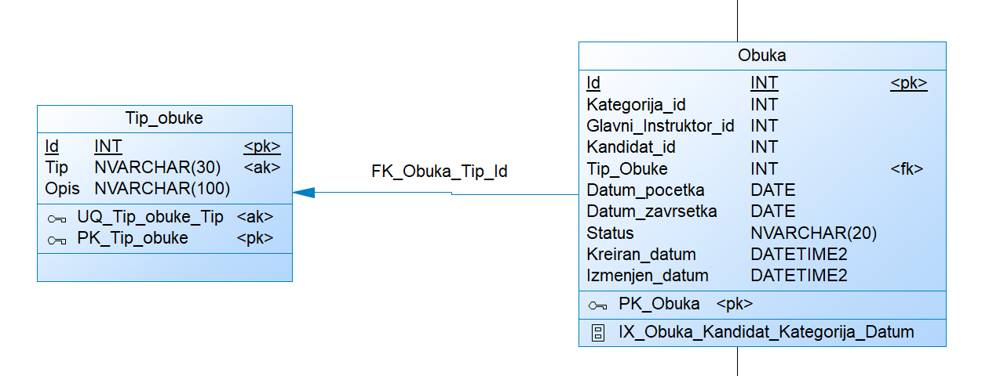 Tip_obuke
Id INT <pk>
Tip NVARCHAR(30) <ak>
Opis NVARCHAR(100)
UQ_Tip_obuke_Tip <ak>
PK_Tip_obuke <pk>
FK_Obuka_Tip_Id
Obuka
Id INT <pk>
Kategorija_id INT
Glavni_Instruktor_id INT
Kandidat_id INT
Tip_Obuke INT <fk>
Datum_pocetka DATE
Datum_zavrsetka DATE
Status NVARCHAR(20)
Kreiran_datum DATETIME2
Izmenjen_datum DATETIME2
PK_Obuka <pk>
IX_Obuka_Kandidat_Kategorija_Datum